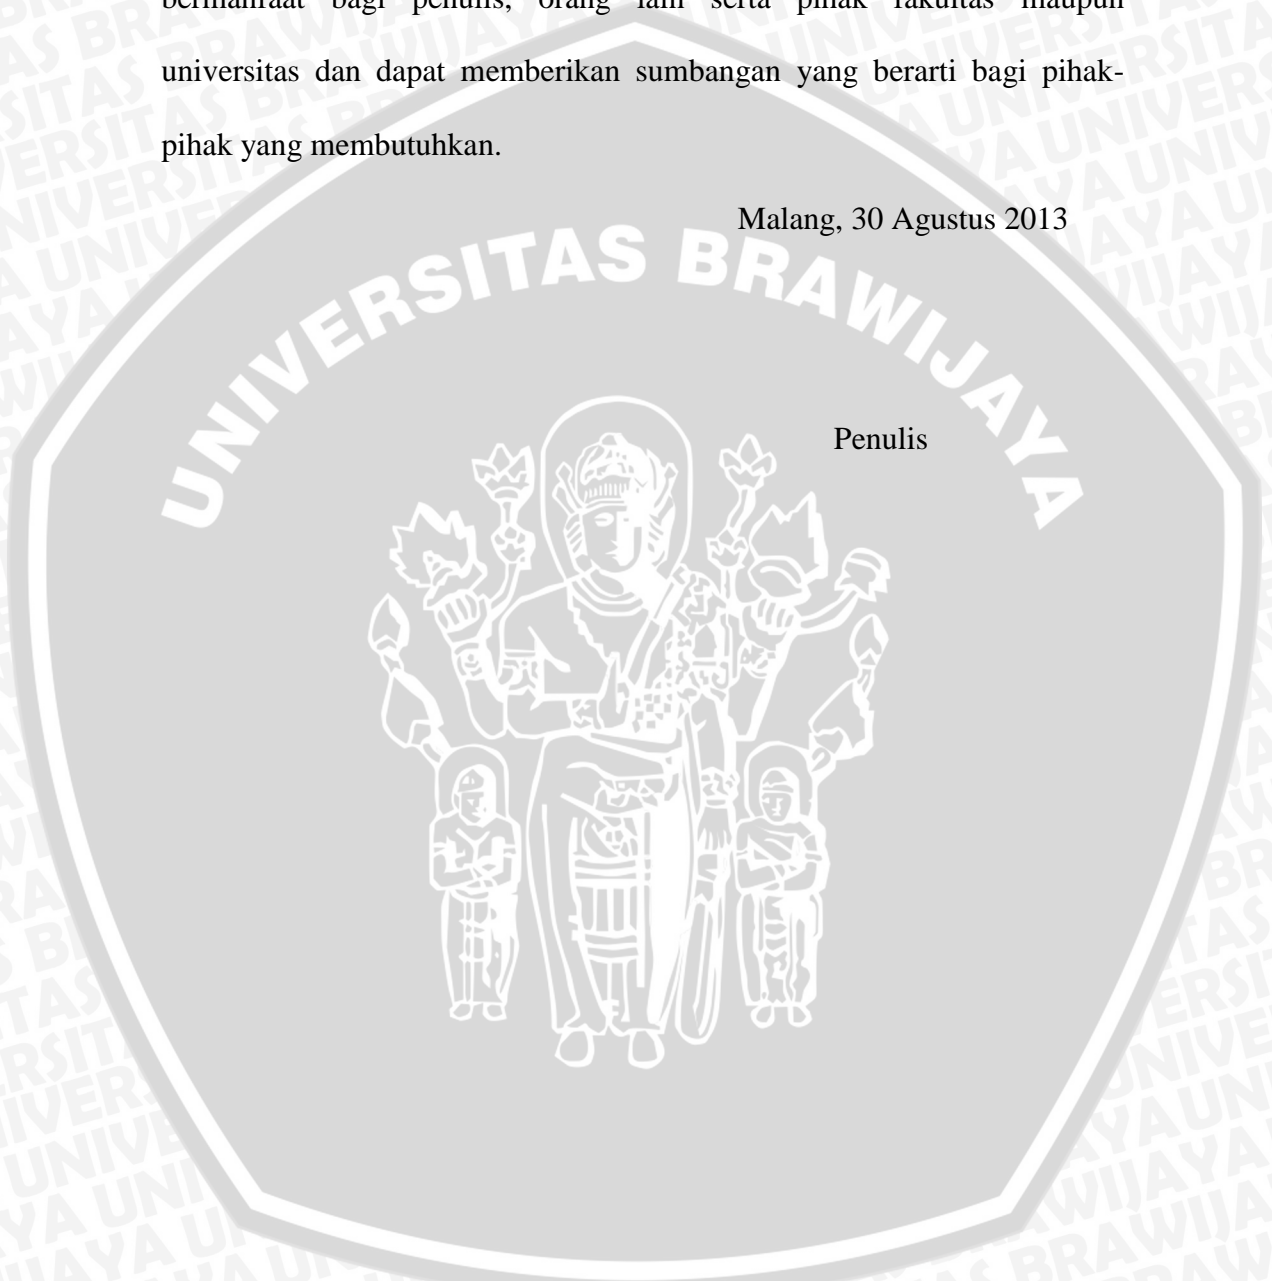 bermanfaat bagi penulis, orang lain serta pihak fakultas maupun
universitas dan dapat memberikan sumbangan yang berarti bagi pihak-
pihak yang membutuhkan.
Malang, 30 Agustus 2013
UNIVERSITAS BRAWIJAYA
Penulis